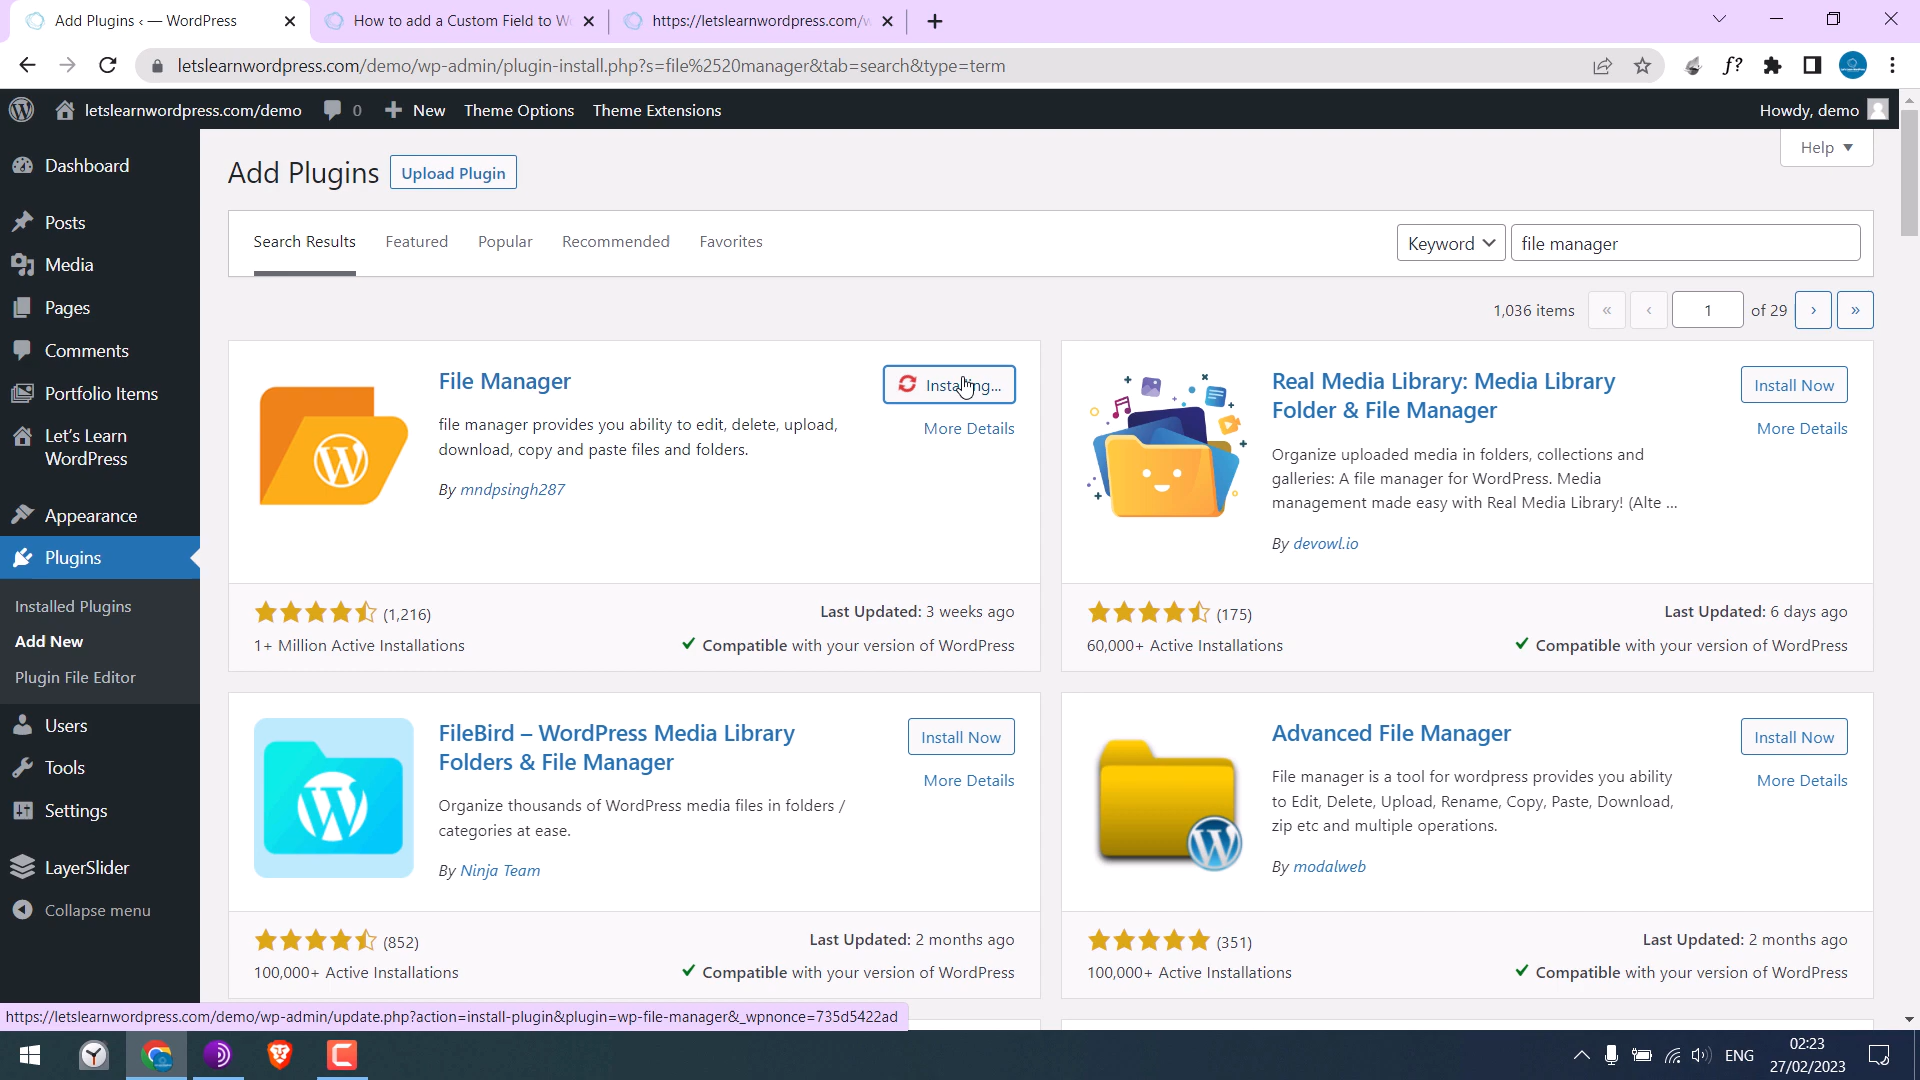 Add Plugins ‹ — WordPress
How to add a Custom Field to W
https://letslearnwordpress.com/w
letslearnwordpress.com/demo/wp-admin/plugin-install.php?s=file%2520manager&tab=search&type=term
f?
letslearnwordpress.com/demo
0
New
Theme Options
Theme Extensions
Howdy, demo
Dashboard
Posts
Media
Pages
Comments
Portfolio Items
Let's Learn
WordPress
Appearance
Plugins
Installed Plugins
Add New
Plugin File Editor
Users
Tools
Settings
LayerSlider
Collapse menu
Help
Add Plugins
Upload Plugin
Search Results
Featured
Popular
Recommended
Favorites
Keyword
file manager
1,036 items
«
‹
1
of 29
›
»
File Manager
Installing...
More Details
file manager provides you ability to edit, delete, upload,
download, copy and paste files and folders.
By mndpsingh287
(1,216)
Last Updated: 3 weeks ago
1+ Million Active Installations
Compatible with your version of WordPress
Real Media Library: Media Library
Folder & File Manager
Install Now
More Details
Organize uploaded media in folders, collections and
galleries: A file manager for WordPress. Media
management made easy with Real Media Library! (Alte ...
By devowl.io
(175)
Last Updated: 6 days ago
60,000+ Active Installations
Compatible with your version of WordPress
FileBird – WordPress Media Library
Folders & File Manager
Install Now
More Details
Organize thousands of WordPress media files in folders /
categories at ease.
By Ninja Team
(852)
Last Updated: 2 months ago
100,000+ Active Installations
Compatible with your version of WordPress
Advanced File Manager
Install Now
More Details
File manager is a tool for wordpress provides you ability
to Edit, Delete, Upload, Rename, Copy, Paste, Download,
zip etc and multiple operations.
By modalweb
(351)
Last Updated: 2 months ago
100,000+ Active Installations
Compatible with your version of WordPress
https://letslearnwordpress.com/demo/wp-admin/update.php?action=install-plugin&plugin=wp-file-manager&_wpnonce=735d5422ad
ENG
02:23
27/02/2023